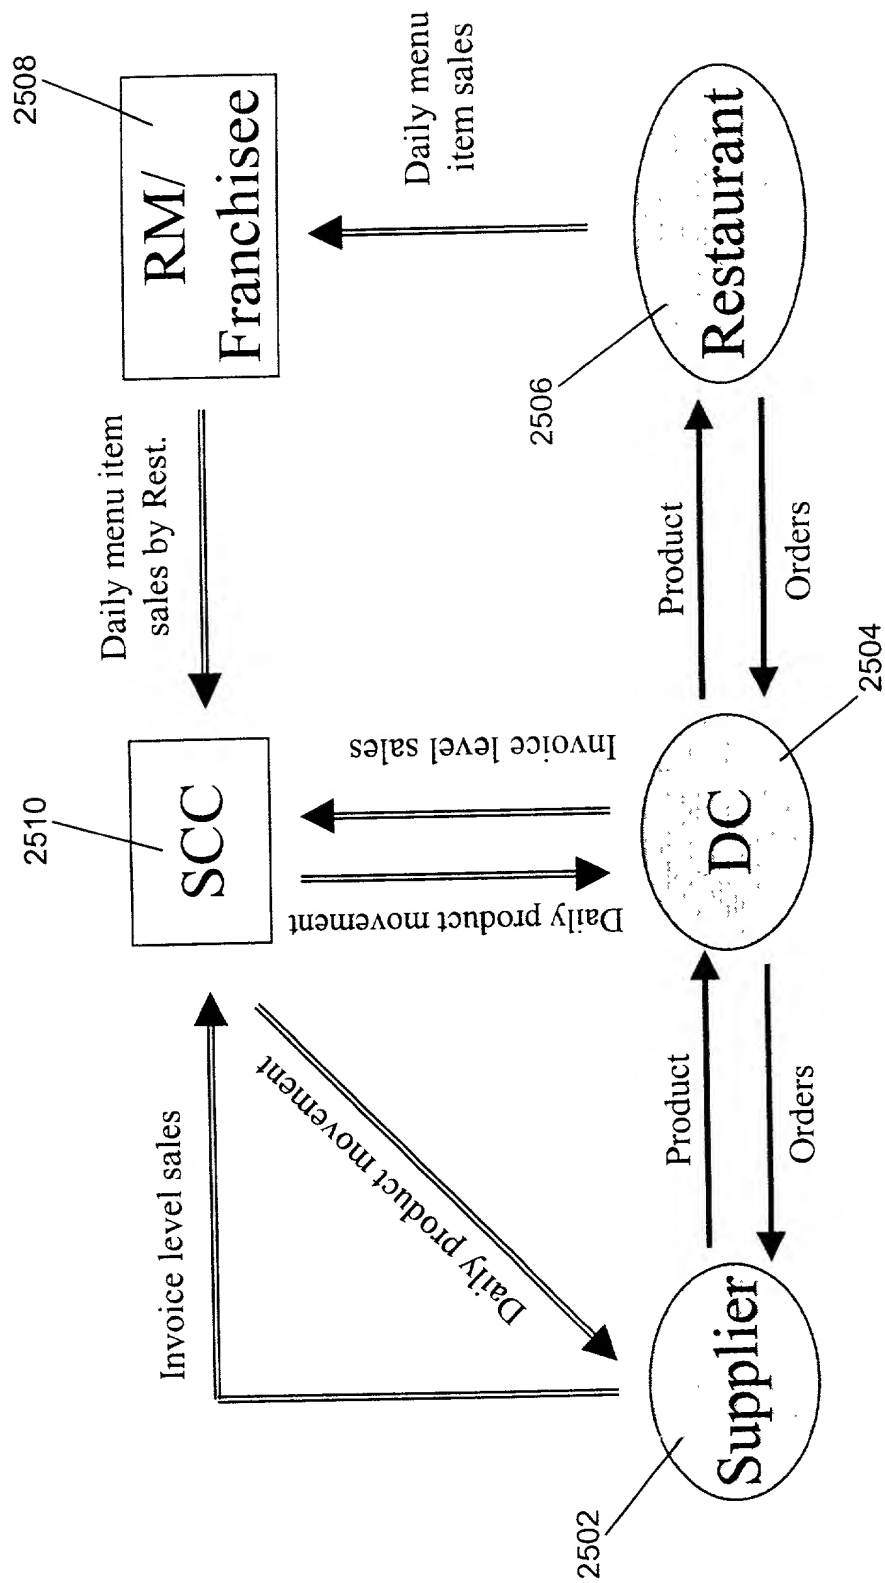 2508
RM/
Franchisee
Daily menu
item sales
Restaurant
2506
Daily menu item
sales by Rest.
Product
Orders
2510
SCC
Invoice level sales
Daily product movement
DC
2504
Invoice level sales
Daily product movement
Product
Orders
Supplier
2502